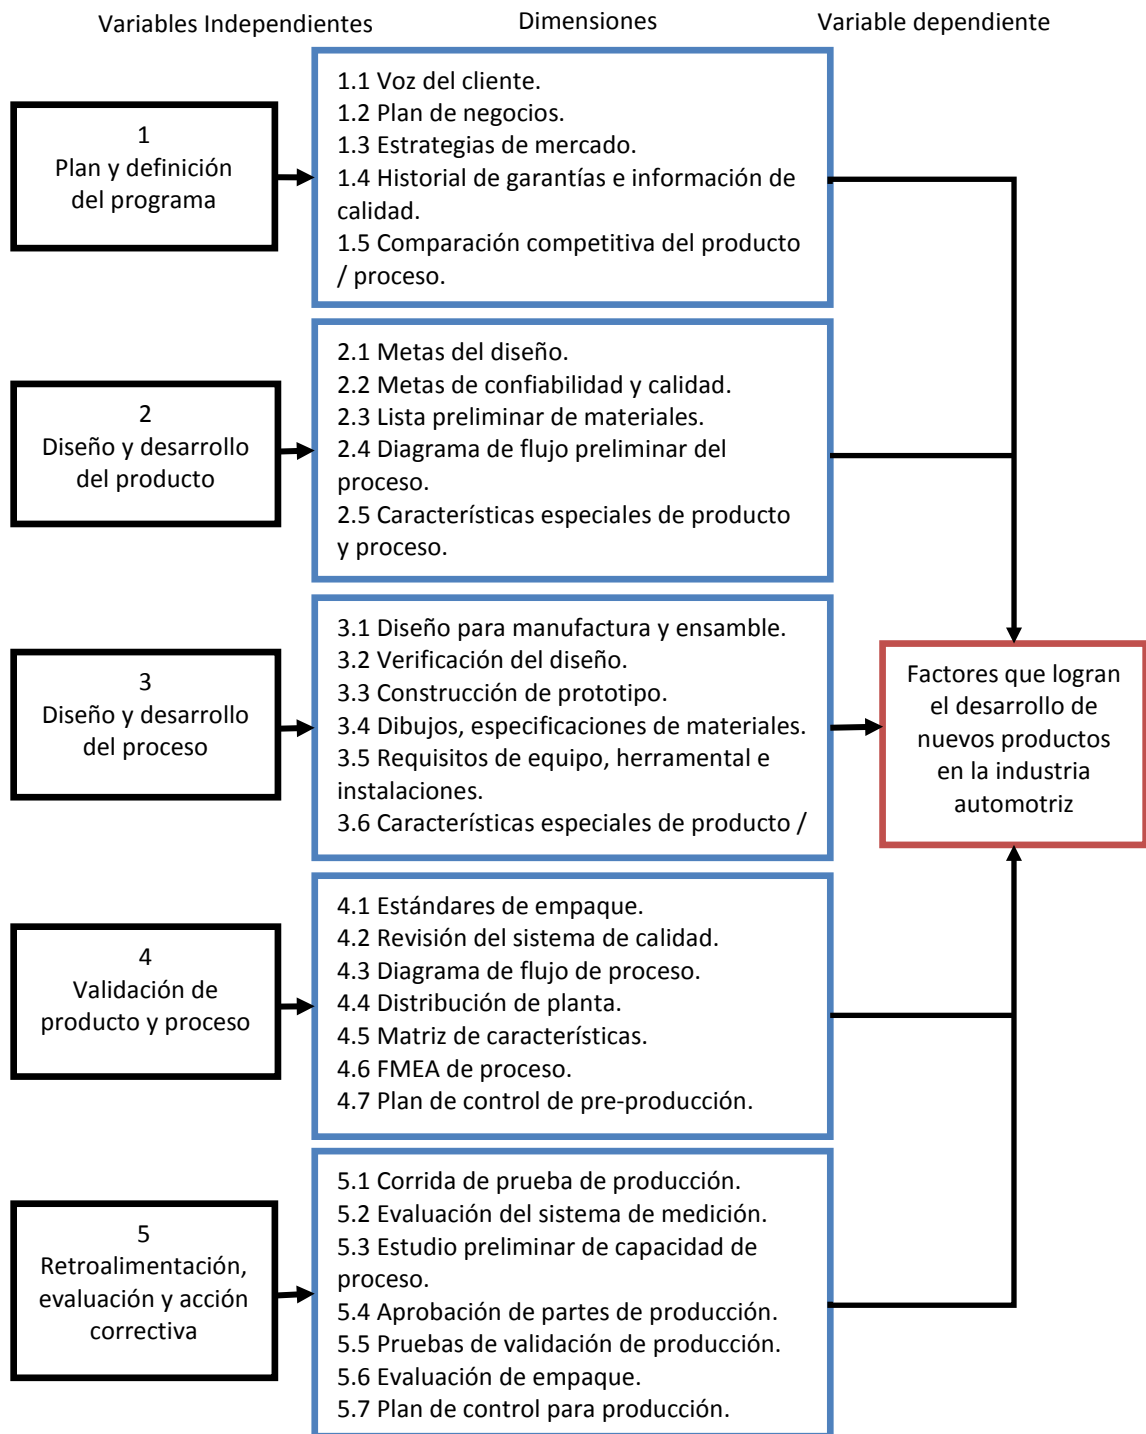 Variables Independientes
Dimensiones
Variable dependiente
1
Plan y definición
del programa
1.1 Voz del cliente.
1.2 Plan de negocios.
1.3 Estrategias de mercado.
1.4 Historial de garantías e información de
calidad.
1.5 Comparación competitiva del producto
/ proceso.
2
Diseño y desarrollo
del producto
2.1 Metas del diseño.
2.2 Metas de confiabilidad y calidad.
2.3 Lista preliminar de materiales.
2.4 Diagrama de flujo preliminar del
proceso.
2.5 Característicás especiales de producto
y proceso.
3
Diseño y desarrollo
del proceso
3.1 Diseño para manufactura y ensamble.
3.2 Verificación del diseño.
3.3 Construcción de prototipo.
3.4 Dibujos, especificaciones de materiales.
3.5 Requisitos de equipo, herramental e
instalaciones.
3.6 Características especiales de producto /
Factores que logran
el desarrollo de
nuevos productos
en la industria
automotriz
4
Validación de
producto y proceso
4.1 Estándares de empaque.
4.2 Revisión del sistema de calidad.
4.3 Diagrama de flujo de proceso.
4.4 Distribución de planta.
4.5 Matriz de características.
4.6 FMEA de proceso.
4.7 Plan de control de pre-producción.
5
Retroalimentación,
evaluación y acción
correctiva
5.1 Corrida de prueba de producción.
5.2 Evaluación del sistema de medición.
5.3 Estudio preliminar de capacidad de
proceso.
5.4 Aprobación de partes de producción.
5.5 Pruebas de validación de producción.
5.6 Evaluación de empaque.
5.7 Plan de control para producción.